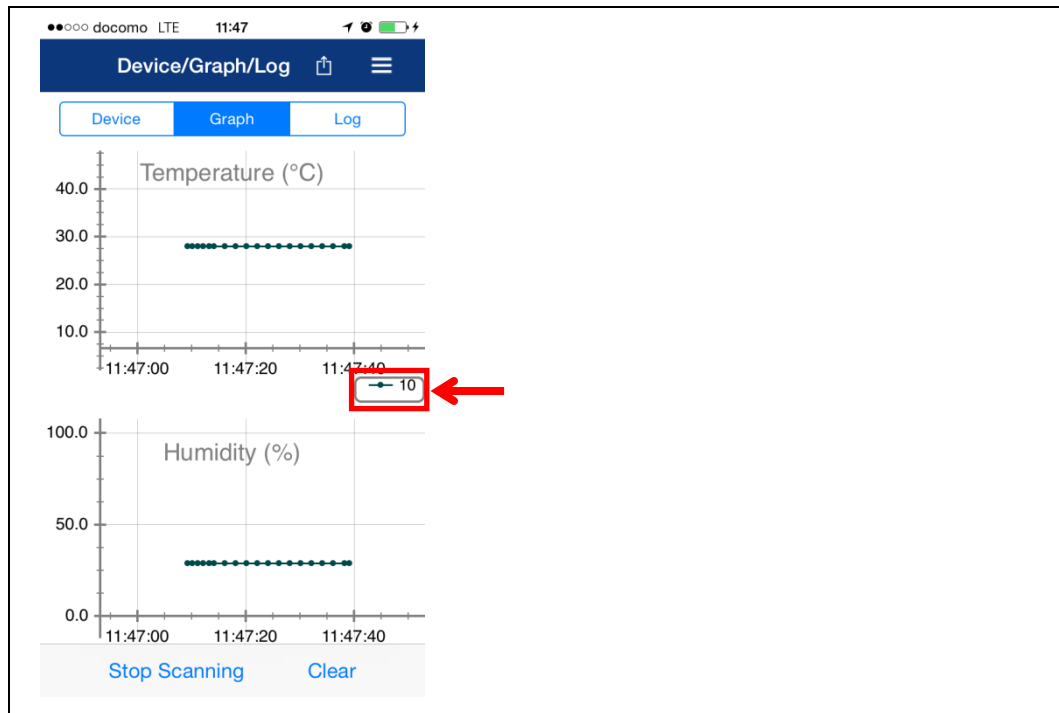 docomo LTE 11:47
Device/Graph/Log
Device Graph Log
Temperature (°C)
40.0
30.0
20.0
10.0
11:47:00 11:47:20 11:47:40
10
100.0
Humidity (%)
50.0
0.0
11:47:00 11:47:20 11:47:40
Stop Scanning Clear